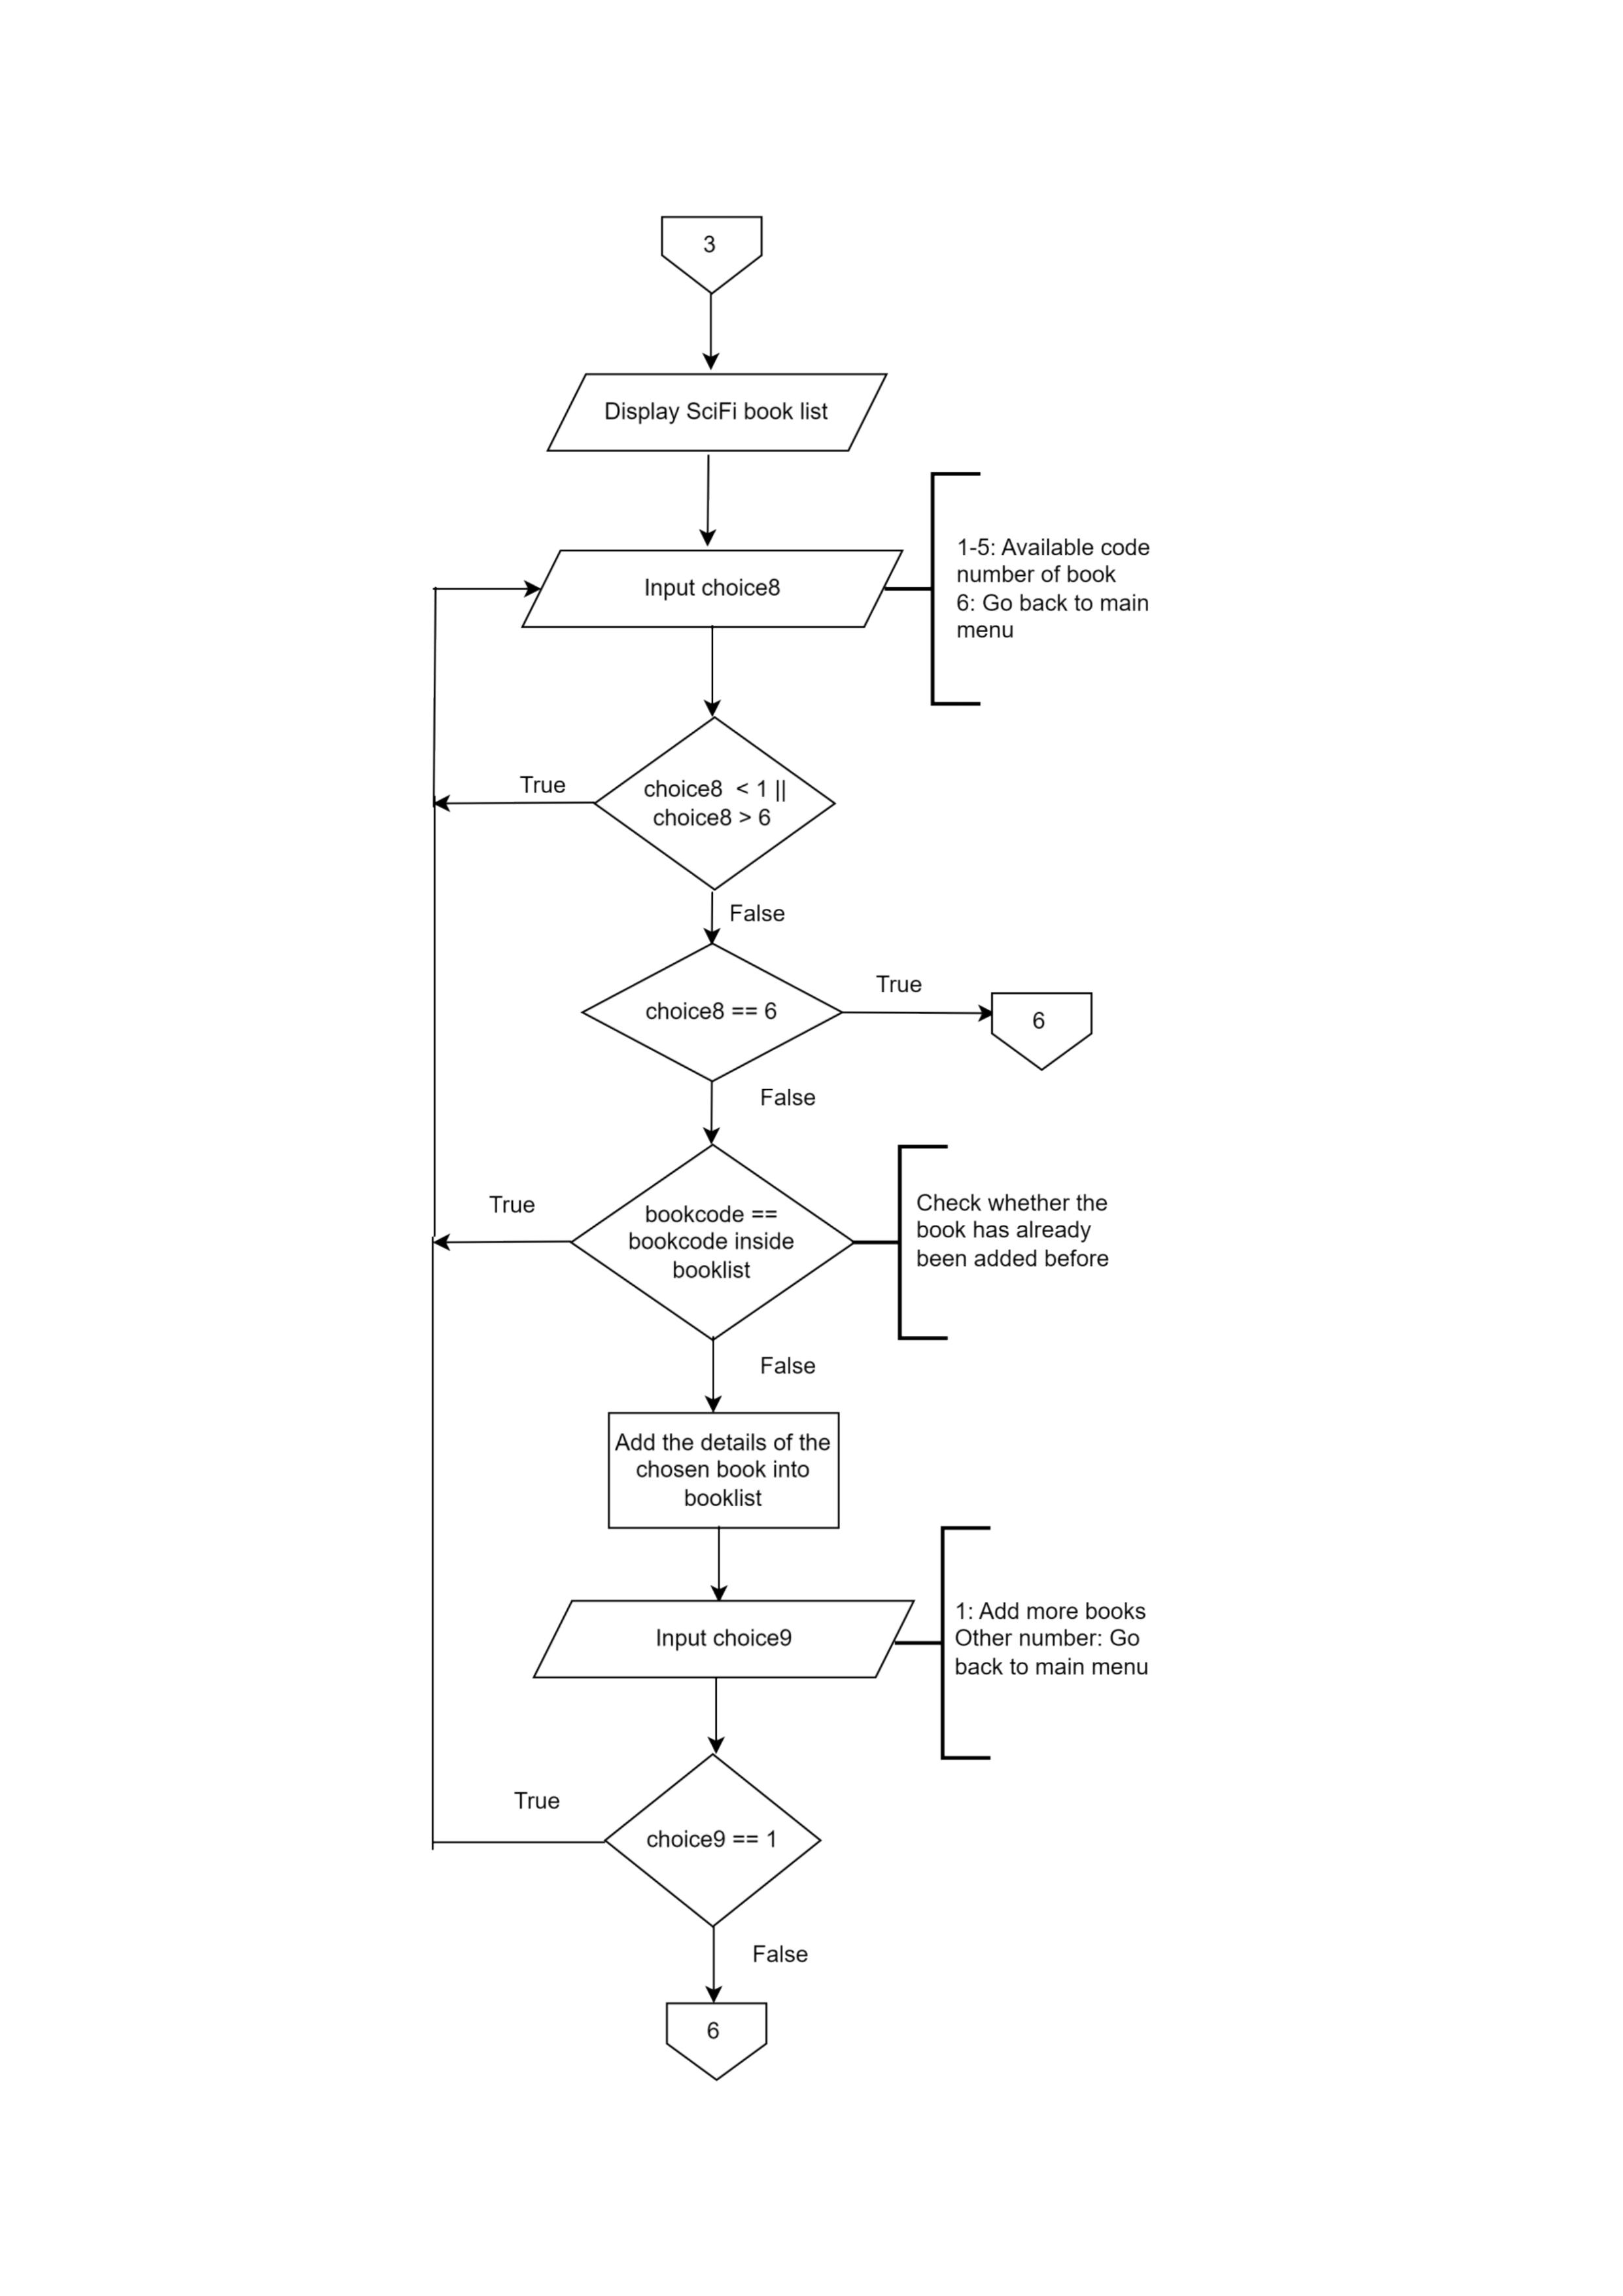 3
Display SciFi book list
Input choice8
1-5: Available code
number of book
6: Go back to main
menu
choice8  < 1 ||
choice8 > 6
True
False
choice8 == 6
True
6
False
bookcode ==
bookcode inside
booklist
True
Check whether the
book has already
been added before
False
Add the details of the
chosen book into
booklist
Input choice9
1: Add more books
Other number: Go
back to main menu
True
choice9 == 1
False
6